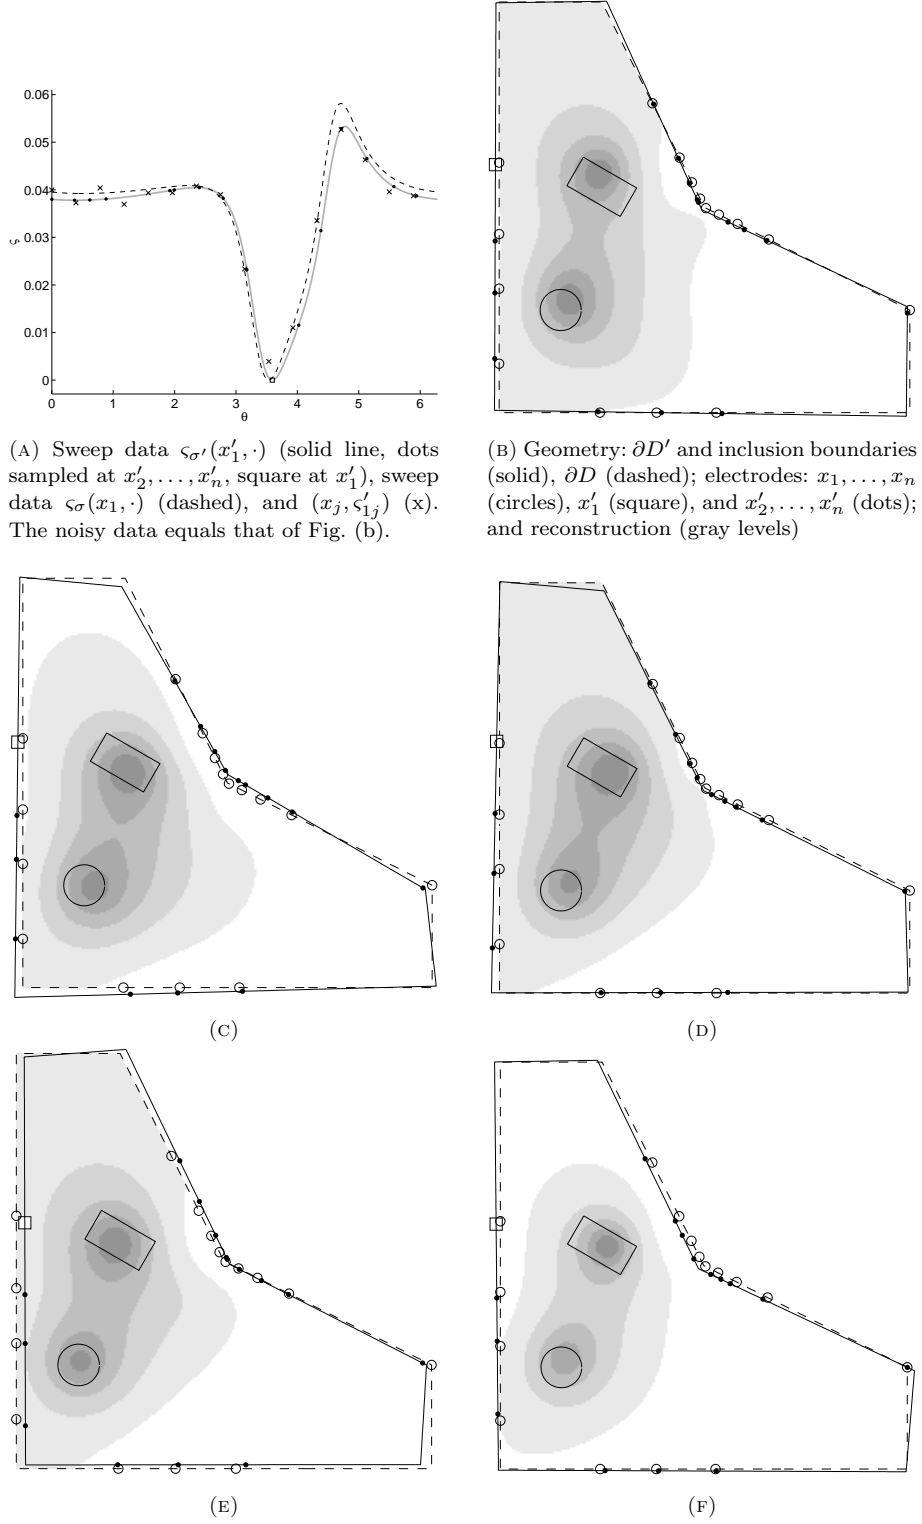 0.06
0.05
0.04
0.03
0.02
0.01
0
ς
0 1 2 3 4 5 6
θ
(A) Sweep data ς_{σ′}(x′_1, ·) (solid line, dots
sampled at x′_2, . . . , x′_n, square at x′_1), sweep
data ς_σ(x_1, ·) (dashed), and (x_j, ς′_{1j}) (x).
The noisy data equals that of Fig. (b).
(B) Geometry: ∂D′ and inclusion boundaries
(solid), ∂D (dashed); electrodes: x_1, . . . , x_n
(circles), x′_1 (square), and x′_2, . . . , x′_n (dots);
and reconstruction (gray levels)
(C)
(D)
(E)
(F)